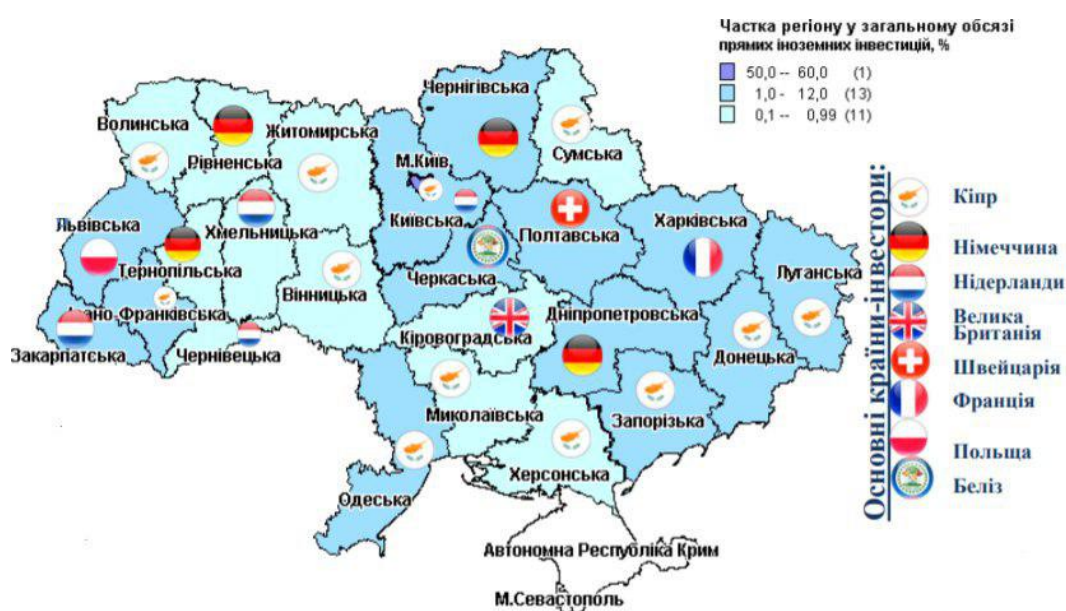 Частка регіону у загальному обсязі
прямих іноземних інвестицій, %
50,0 -- 60,0 (1)
1,0 - 12,0 (13)
0,1 -- 0,99 (11)
Чернігівська
Волинська
Житомирська
Сумська
Рівненська
М.Київ
Львівська
Хмельницька
Київська
Полтавська
Харківська
Луганська
Тернопільська
Черкаська
Вінницька
ано-Франківська
Дніпропетровська
Закарпатська
Чернівецька
Кіровоградська
Донецька
Миколаївська
Запорізька
Херсонська
Одеська
Автономна Республіка Крим
М.Севастополь
Основні країни-інвестори:
Кіпр
Німеччина
Нідерланди
Велика
Британія
Швейцарія
Франція
Польща
Беліз